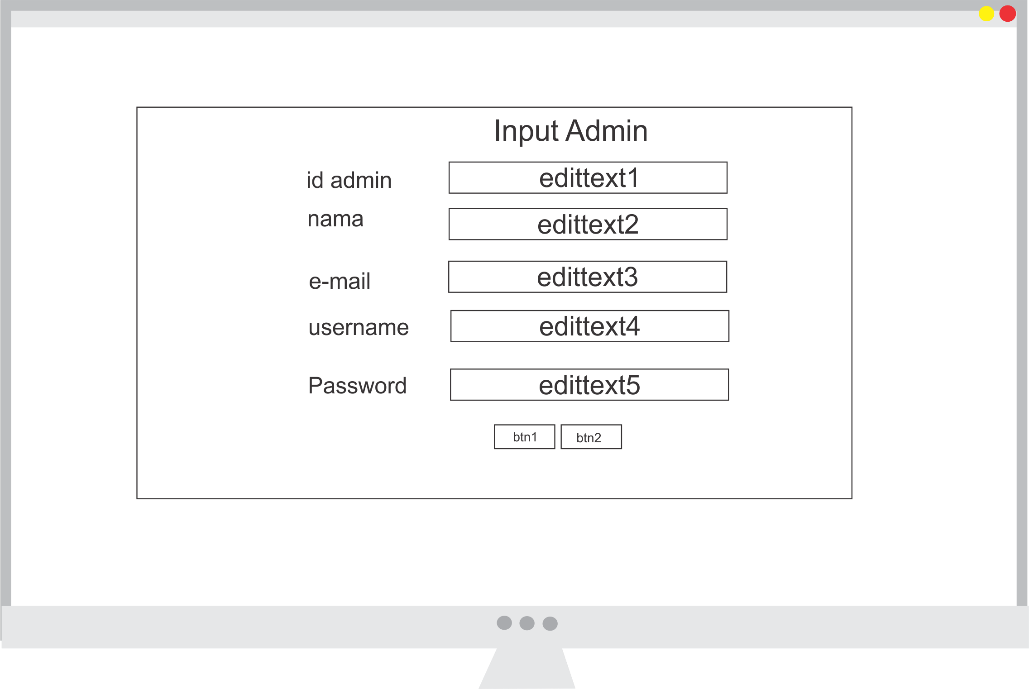 Input Admin
id admin edittext1
nama edittext2
e-mail edittext3
username edittext4
Password edittext5
btn1 btn2